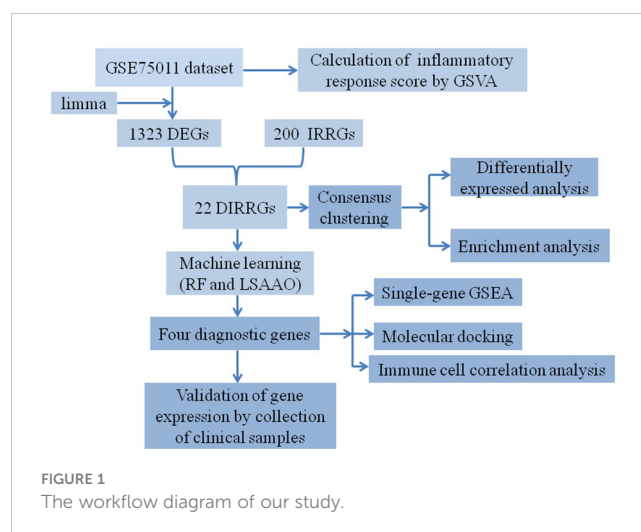 GSE75011 dataset
Calculation of inflammatory
response score by GSVA
limma
1323 DEGs
200 IRRGs
22 DIRRGs
Consensus
clustering
Differentially
expressed analysis
Enrichment analysis
Machine learning
(RF and LSAAO)
Four diagnostic genes
Single-gene GSEA
Molecular docking
Immune cell correlation analysis
Validation of gene
expression by collection
of clinical samples
FIGURE 1
The workflow diagram of our study.